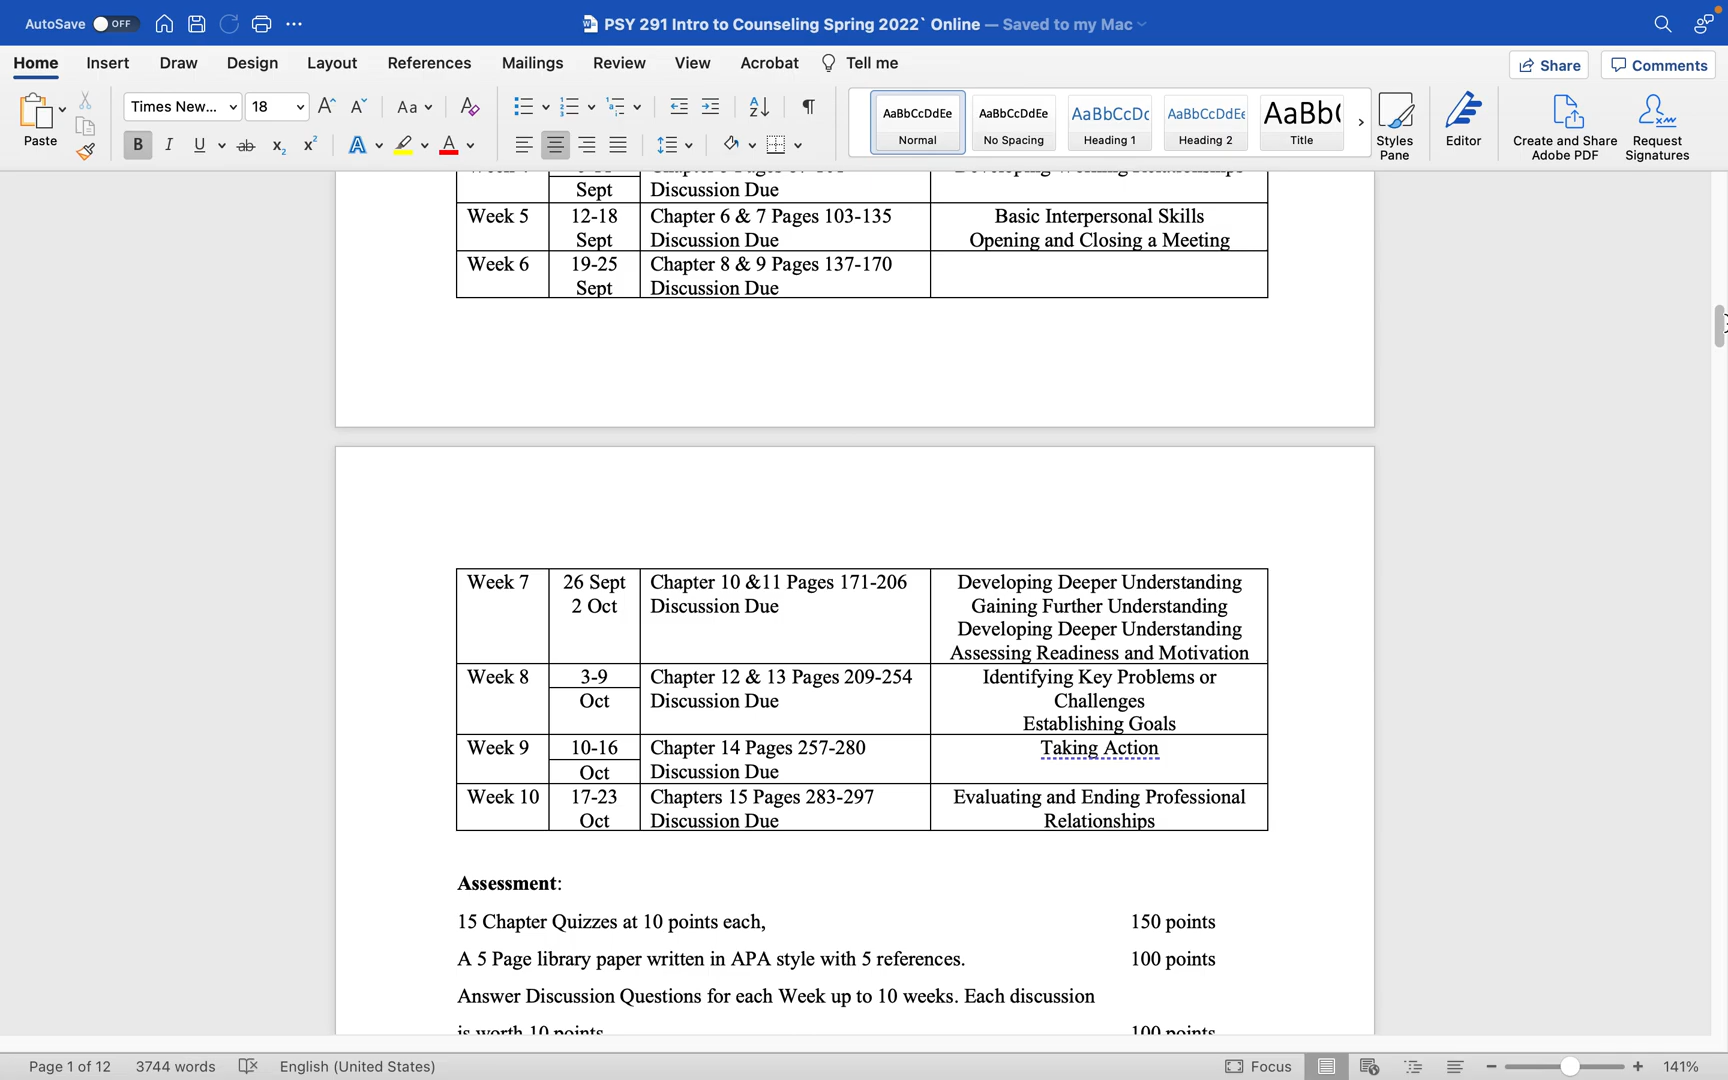 AutoSave OFF
PSY 291 Intro to Counseling Spring 2022` Online — Saved to my Mac
Home Insert Draw Design Layout References Mailings Review View Acrobat Tell me Share Comments
Paste Times New... 18 Aa
AaBbCcDdEe AaBbCcDdEe AaBbCcDc AaBbCcDdEe AaBb(
Normal No Spacing Heading 1 Heading 2 Title
Styles Pane Editor Create and Share Adobe PDF Request Signatures
Sept Discussion Due
Week 5 12-18 Chapter 6 & 7 Pages 103-135 Basic Interpersonal Skills
Sept Discussion Due Opening and Closing a Meeting
Week 6 19-25 Chapter 8 & 9 Pages 137-170
Sept Discussion Due
Week 7 26 Sept Chapter 10 &11 Pages 171-206 Developing Deeper Understanding
2 Oct Discussion Due Gaining Further Understanding
Developing Deeper Understanding
Assessing Readiness and Motivation
Week 8 3-9 Chapter 12 & 13 Pages 209-254 Identifying Key Problems or
Oct Discussion Due Challenges
Establishing Goals
Week 9 10-16 Chapter 14 Pages 257-280 Taking Action
Oct Discussion Due
Week 10 17-23 Chapters 15 Pages 283-297 Evaluating and Ending Professional
Oct Discussion Due Relationships
Assessment:
15 Chapter Quizzes at 10 points each, 150 points
A 5 Page library paper written in APA style with 5 references. 100 points
Answer Discussion Questions for each Week up to 10 weeks. Each discussion
is worth 10 points 100 points
Page 1 of 12 3744 words English (United States) Focus 141%